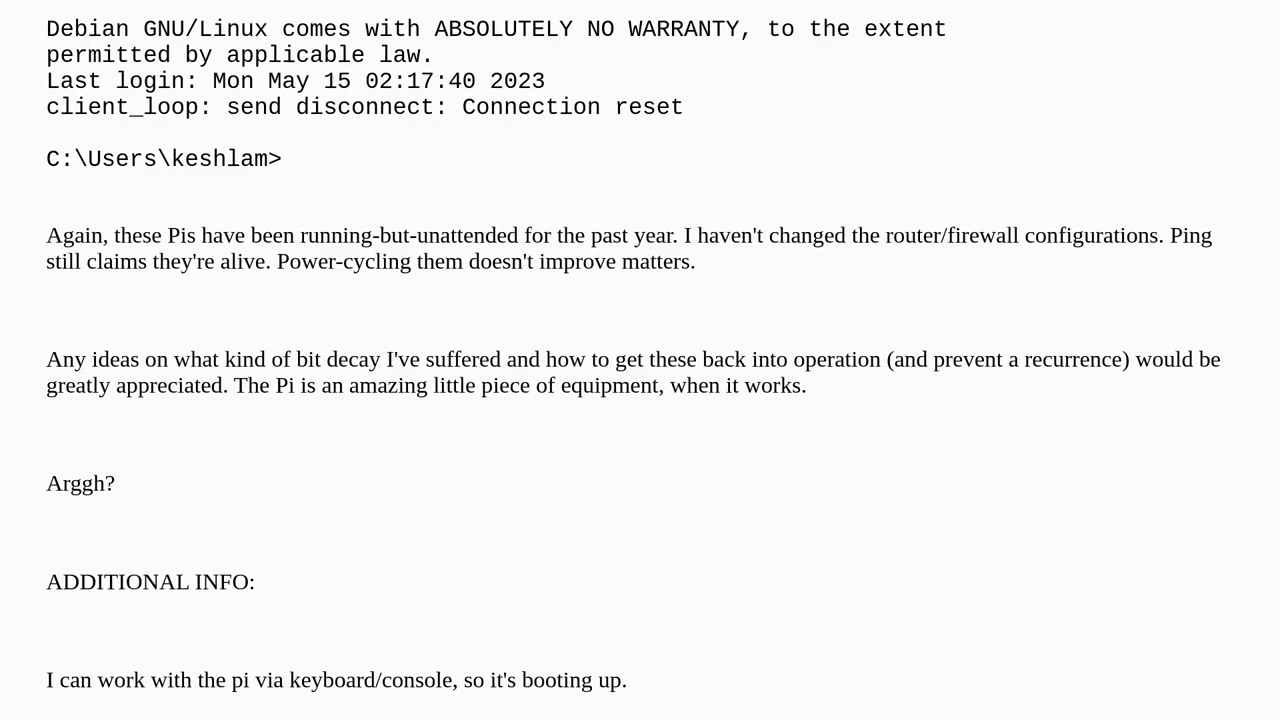 Debian GNU/Linux comes with ABSOLUTELY NO WARRANTY, to the extent
permitted by applicable law.
Last login: Mon May 15 02:17:40 2023
client_loop: send disconnect: Connection reset
C:\Users\keshlam>
Again, these Pis have been running-but-unattended for the past year. I haven't changed the router/firewall configurations. Ping
still claims they're alive. Power-cycling them doesn't improve matters.
Any ideas on what kind of bit decay I've suffered and how to get these back into operation (and prevent a recurrence) would be
greatly appreciated. The Pi is an amazing little piece of equipment, when it works.
Arggh?
ADDITIONAL INFO:
I can work with the pi via keyboard/console, so it's booting up.